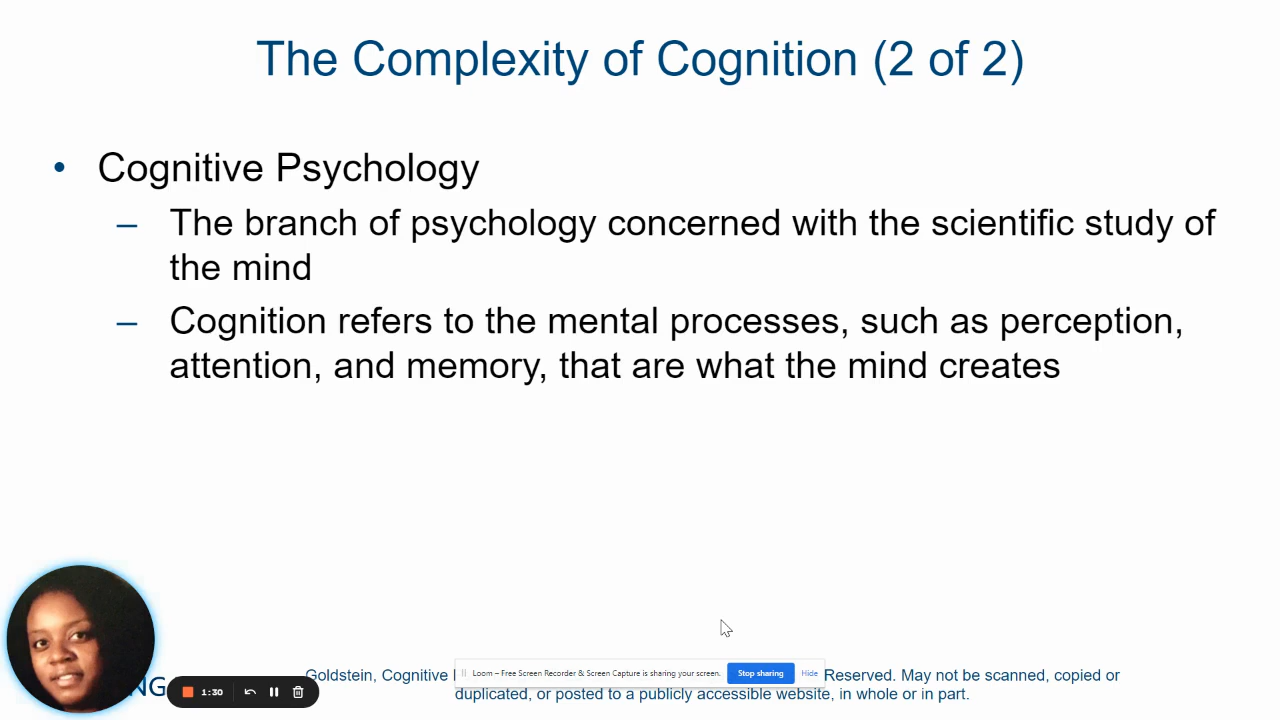 The Complexity of Cognition (2 of 2)
• Cognitive Psychology
– The branch of psychology concerned with the scientific study of
the mind
– Cognition refers to the mental processes, such as perception,
attention, and memory, that are what the mind creates
Goldstein, Cognitive
Loom – Free Screen Recorder & Screen Capture is sharing your screen. Stop sharing Hide
Reserved. May not be scanned, copied or
duplicated, or posted to a publicly accessible website, in whole or in part.
NG
1:30